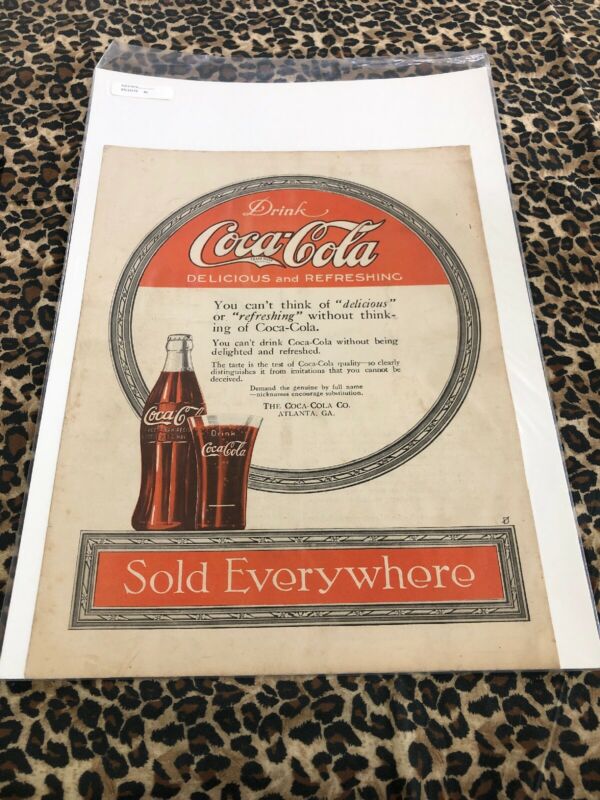 Drink
Coca-Cola
TRADE MARK
DELICIOUS and REFRESHING
You can't think of "delicious"
or "refreshing" without think-
ing of Coca-Cola.
You can't drink Coca-Cola without being
delighted and refreshed.
The taste is the test of Coca-Cola quality—so clearly
distinguishes it from imitations that you cannot be
deceived.
Demand the genuine by full name
—nicknames encourage substitution.
THE COCA-COLA CO.
ATLANTA, GA.
Coca-C
Drink
Coca-Cola
Sold Everywhere